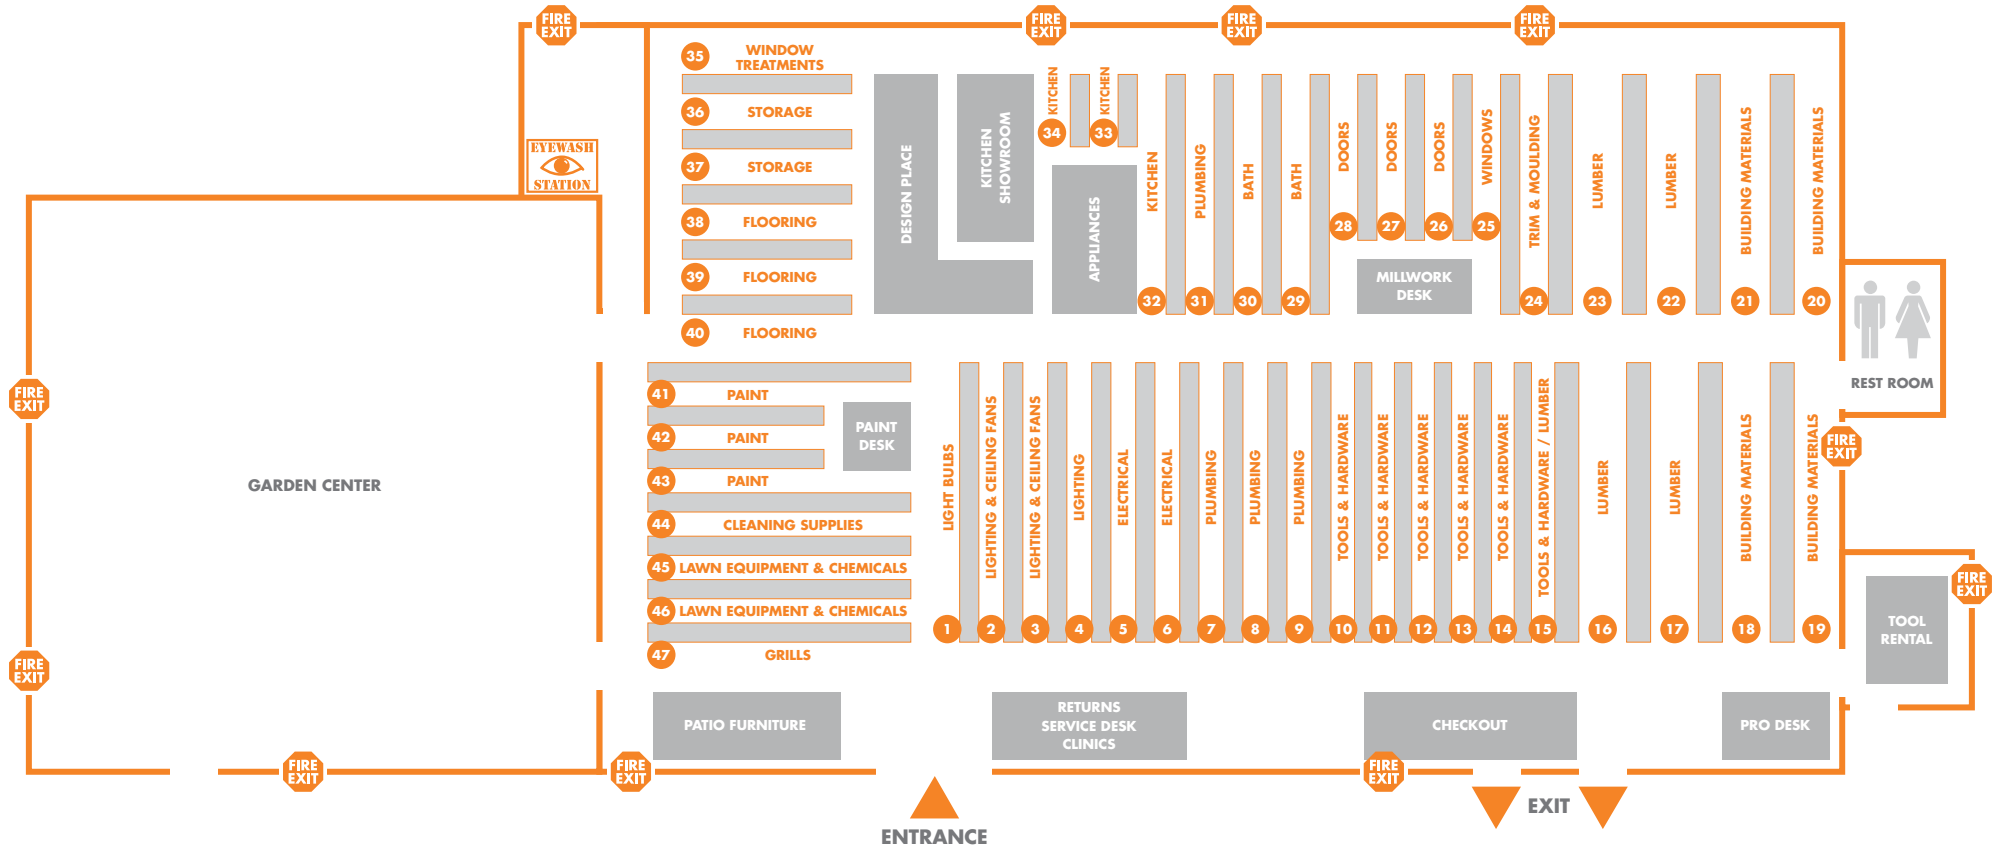 FIRE
EXIT
FIRE
EXIT
FIRE
EXIT
FIRE
EXIT
35
WINDOW
TREATMENTS
36
STORAGE
37
STORAGE
38
FLOORING
39
FLOORING
40
FLOORING
EYEWASH
STATION
DESIGN PLACE
KITCHEN
SHOWROOM
KITCHEN
34
KITCHEN
33
APPLIANCES
KITCHEN
32
PLUMBING
31
BATH
30
BATH
29
DOORS
28
DOORS
27
DOORS
26
WINDOWS
25
MILLWORK
DESK
TRIM & MOULDING
24
LUMBER
23
LUMBER
22
BUILDING MATERIALS
21
BUILDING MATERIALS
20
REST ROOM
FIRE
EXIT
FIRE
EXIT
GARDEN CENTER
41
PAINT
42
PAINT
43
PAINT
PAINT
DESK
44
CLEANING SUPPLIES
45
LAWN EQUIPMENT & CHEMICALS
46
LAWN EQUIPMENT & CHEMICALS
47
GRILLS
LIGHT BULBS
1
LIGHTING & CEILING FANS
2
LIGHTING & CEILING FANS
3
LIGHTING
4
ELECTRICAL
5
ELECTRICAL
6
PLUMBING
7
PLUMBING
8
PLUMBING
9
TOOLS & HARDWARE
10
TOOLS & HARDWARE
11
TOOLS & HARDWARE
12
TOOLS & HARDWARE
13
TOOLS & HARDWARE
14
TOOLS & HARDWARE / LUMBER
15
LUMBER
16
LUMBER
17
BUILDING MATERIALS
18
BUILDING MATERIALS
19
FIRE
EXIT
TOOL
RENTAL
FIRE
EXIT
PATIO FURNITURE
RETURNS
SERVICE DESK
CLINICS
CHECKOUT
PRO DESK
FIRE
EXIT
FIRE
EXIT
FIRE
EXIT
ENTRANCE
EXIT